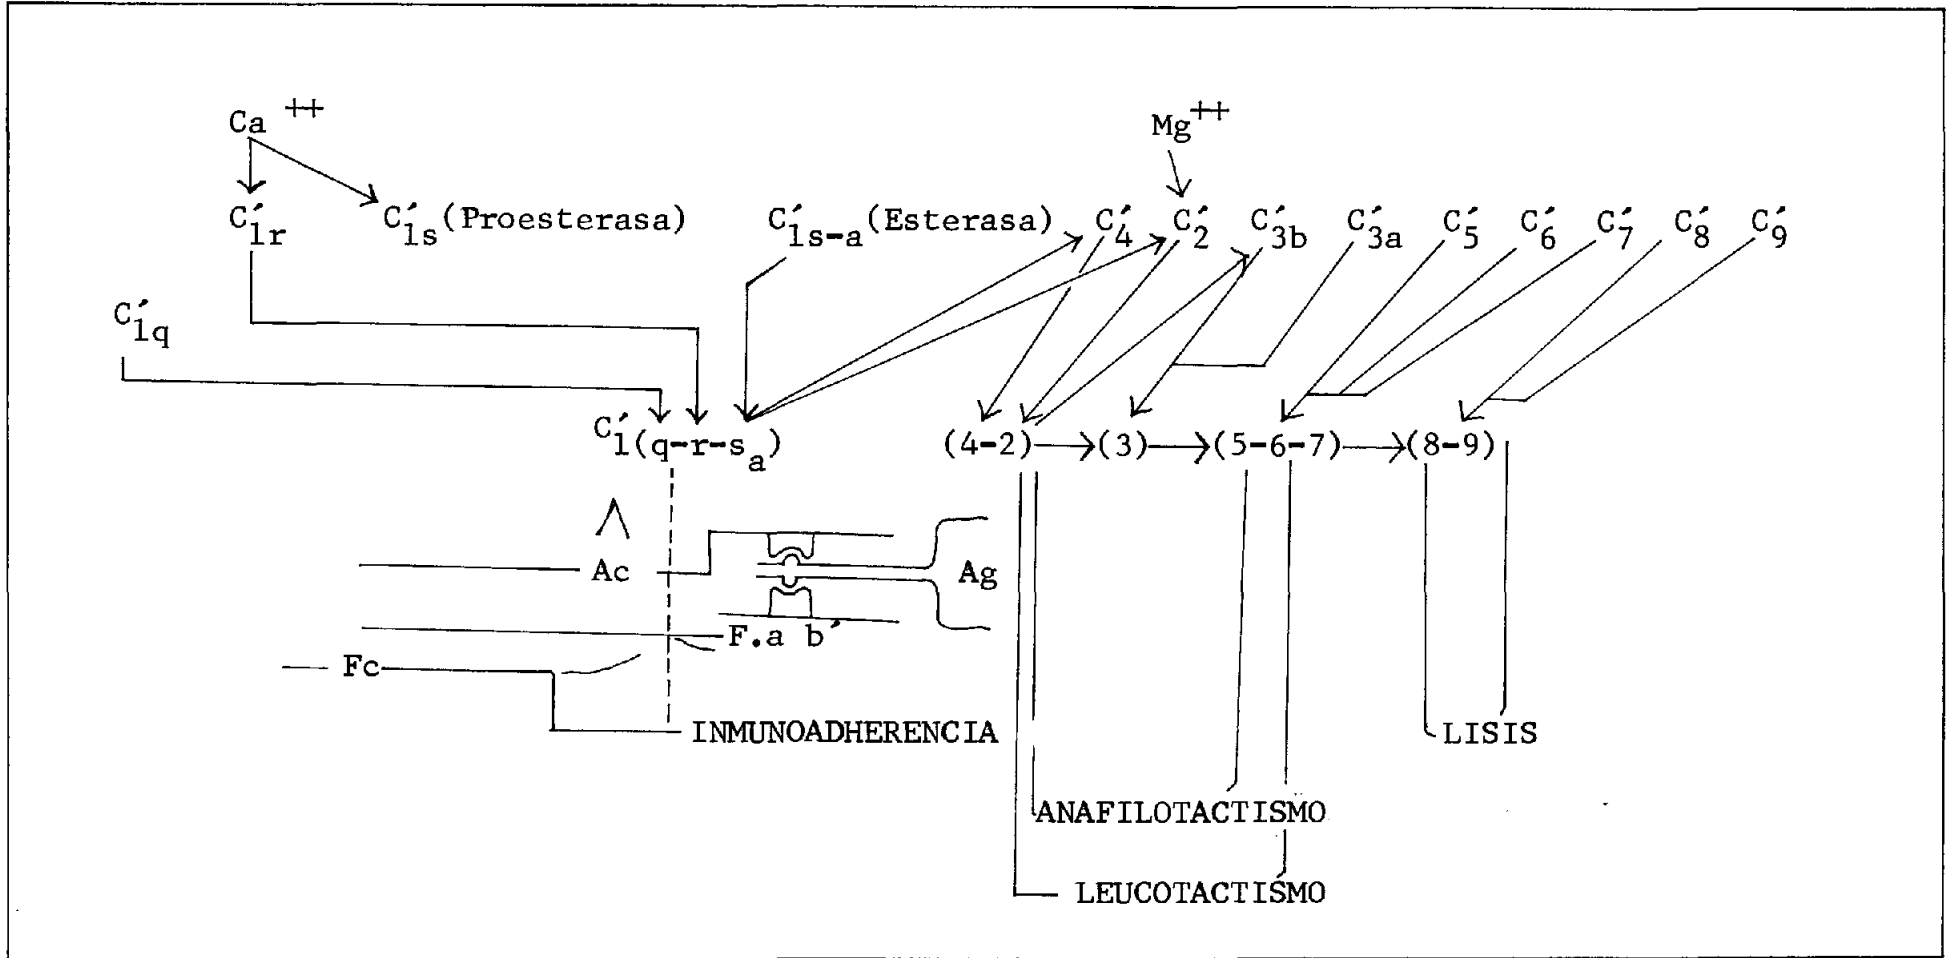 Ca ++ Mg++
C´1r C´1s(Proesterasa) C´1s-a(Esterasa) C´4 C´2 C´3b C´3a C´5 C´6 C´7 C´8 C´9
C´1q
C´1(q-r-sa) (4-2)→(3)→(5-6-7)→(8-9)
Ac Ag
F.a b´
Fc
INMUNOADHERENCIA LISIS
ANAFILOTACTISMO
LEUCOTACTISMO